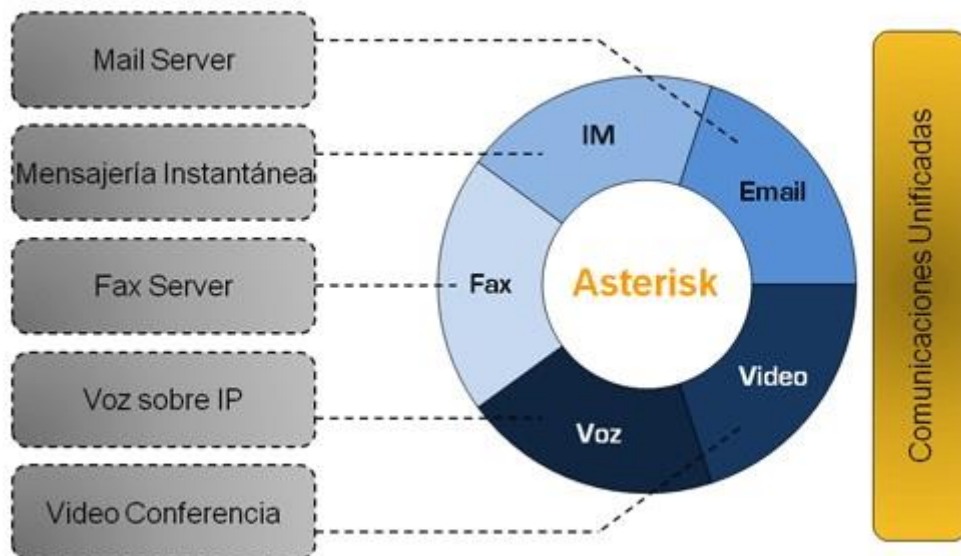 Mail Server
Mensajería Instantánea
Fax Server
Voz sobre IP
Video Conferencia
IM
Email
Fax
Asterisk
Video
Voz
Comunicaciones Unificadas